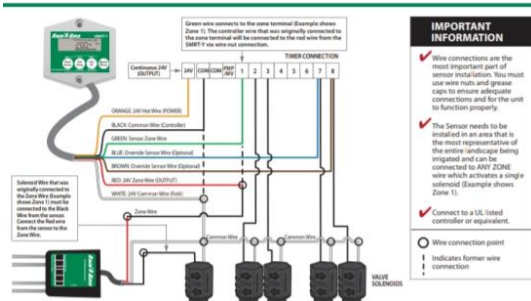 Green wire connects to the zone terminal (Example shows
Zone 1). The controller wire that was originally connected to
the zone terminal will be connected to the red wire from the
SMRT-Y via wire nut connection.
TIMER CONNECTION
Continuous 24V
(OUTPUT)
24V COM COM PMP
/MV 1 2 3 4 5 6 7 8
ORANGE: 24V Hot Wire (POWER)
BLACK: Common Wire (Controller)
GREEN: Sensor Zone Wire
BLUE: Override Sensor Wire (Optional)
BROWN: Override Sensor Wire (Optional)
RED: 24V Zone Wire (OUTPUT)
WHITE: 24V Common Wire (Field)
Solenoid Wire that was
originally connected to
the Zone Wire (Example
shows Zone 1) must be
connected to the Black
Wire from the sensor.
Connect the Red wire
from the sensor to the
Zone Wire.
Zone Wire
Common Wire
Common Wire
VALVE
SOLENOIDS
IMPORTANT
INFORMATION
Wire connections are the
most important part of
sensor installation. You must
use wire nuts and grease
caps to ensure adequate
connections and for the unit
to function properly.
The Sensor needs to be
installed in an area that is
the most representative of
the entire landscape being
irrigated and can be
connected to ANY ZONE
wire which activates a single
solenoid (Example shows
Zone 1).
Connect to a UL listed
controller or equivalent.
Wire connection point
Indicates former wire
connection